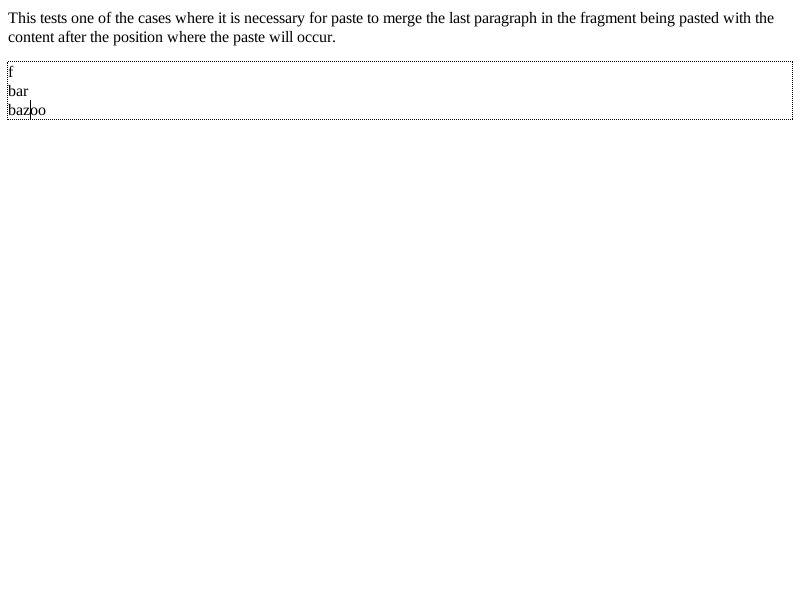 This tests one of the cases where it is necessary for paste to merge the last paragraph in the fragment being pasted with the
content after the position where the paste will occur.
f
bar
bazoo